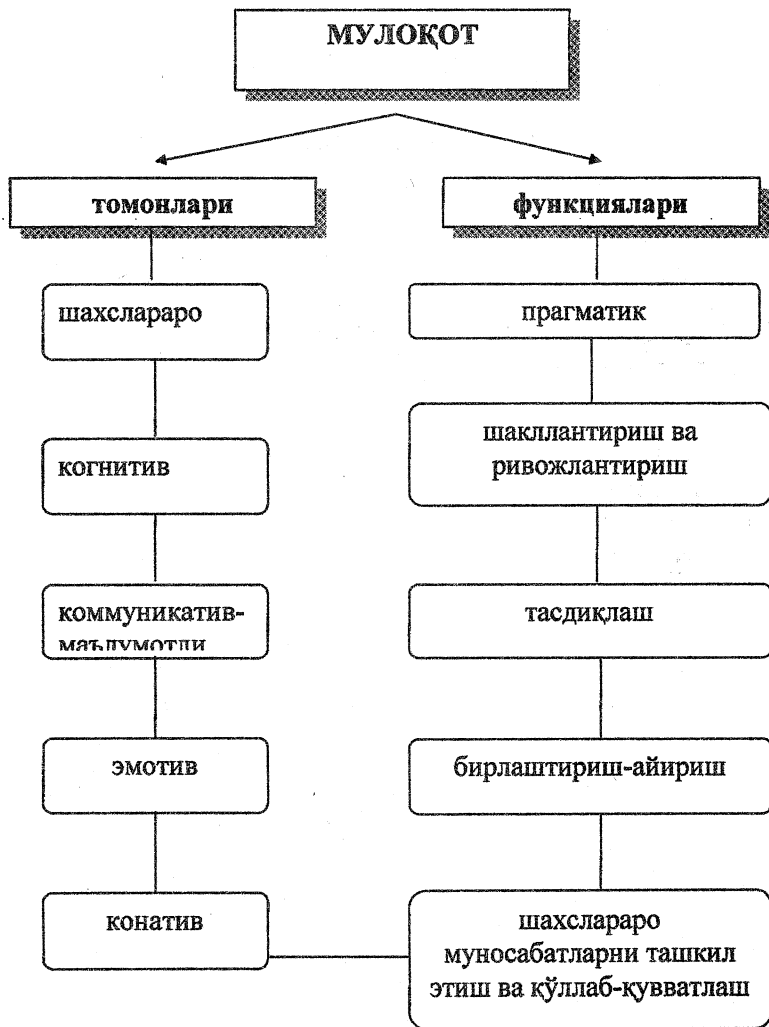 МУЛОҚОТ
томонлари
функциялари
шахслараро
когнитив
коммуникатив-
маълумотли
эмотив
конатив
прагматик
шакллантириш ва
ривожлантириш
тасдиқлаш
бирлаштириш-айириш
шахслараро
муносабатларни ташкил
этиш ва қўллаб-қувватлаш